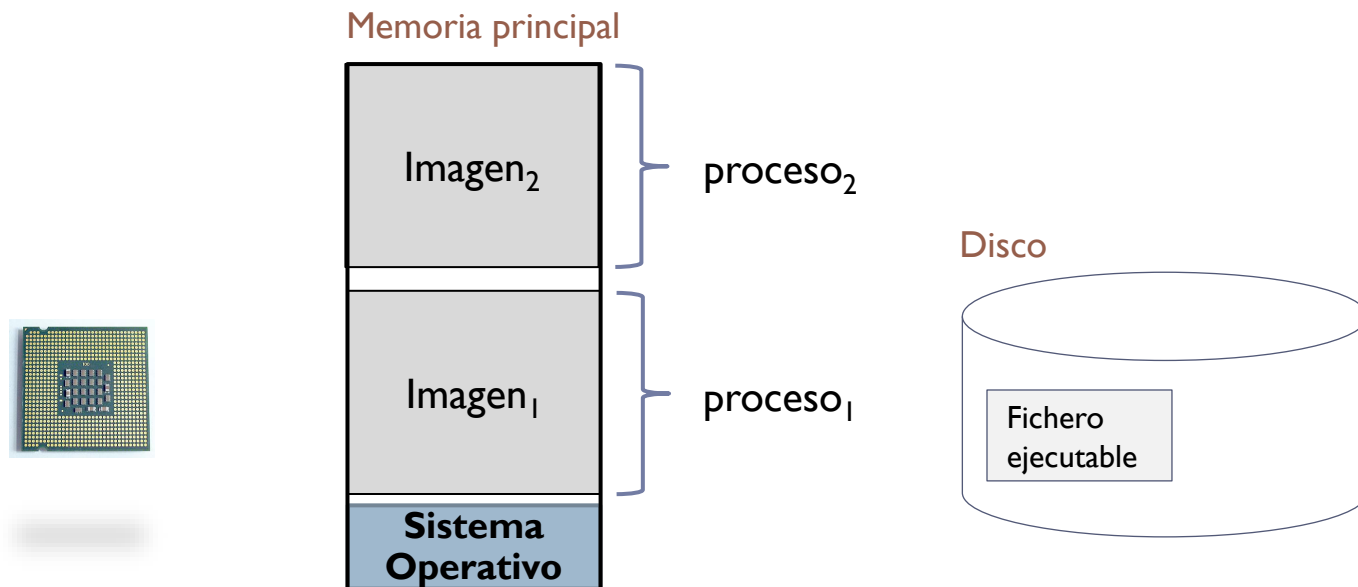 Memoria principal
Imagen₂
proceso₂
Disco
Imagen₁
proceso₁
Fichero
ejecutable
Sistema
Operativo